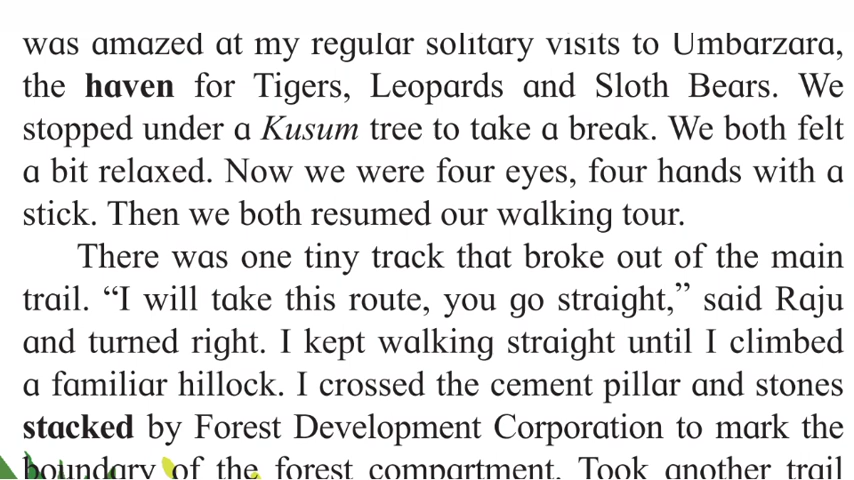 was amazed at my regular solitary visits to Umbarzara,
the haven for Tigers, Leopards and Sloth Bears. We
stopped under a Kusum tree to take a break. We both felt
a bit relaxed. Now we were four eyes, four hands with a
stick. Then we both resumed our walking tour.
There was one tiny track that broke out of the main
trail. “I will take this route, you go straight,” said Raju
and turned right. I kept walking straight until I climbed
a familiar hillock. I crossed the cement pillar and stones
stacked by Forest Development Corporation to mark the
boundary of the forest compartment. Took another trail